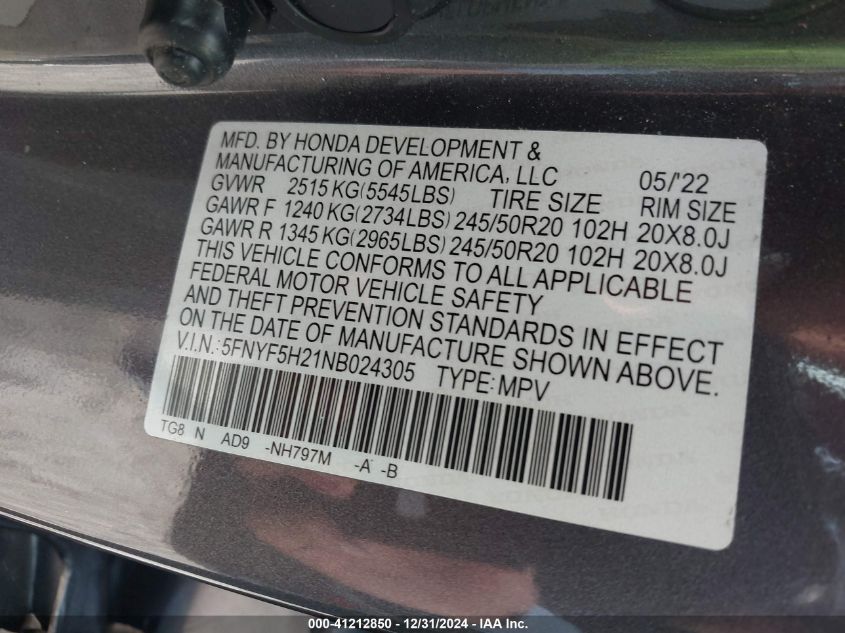 MFD. BY HONDA DEVELOPMENT &
MANUFACTURING OF AMERICA, LLC 05/'22
GVWR 2515 KG(5545LBS) TIRE SIZE RIM SIZE
GAWR F 1240 KG(2734LBS) 245/50R20 102H 20X8.0J
GAWR R 1345 KG(2965LBS) 245/50R20 102H 20X8.0J
THIS VEHICLE CONFORMS TO ALL APPLICABLE
FEDERAL MOTOR VEHICLE SAFETY
AND THEFT PREVENTION STANDARDS IN EFFECT
ON THE DATE OF MANUFACTURE SHOWN ABOVE.
V.I.N.: 5FNYF5H21NB024305 TYPE: MPV
TG8 N AD9 -NH797M -A -B
000-41212850 - 12/31/2024 - IAA Inc.